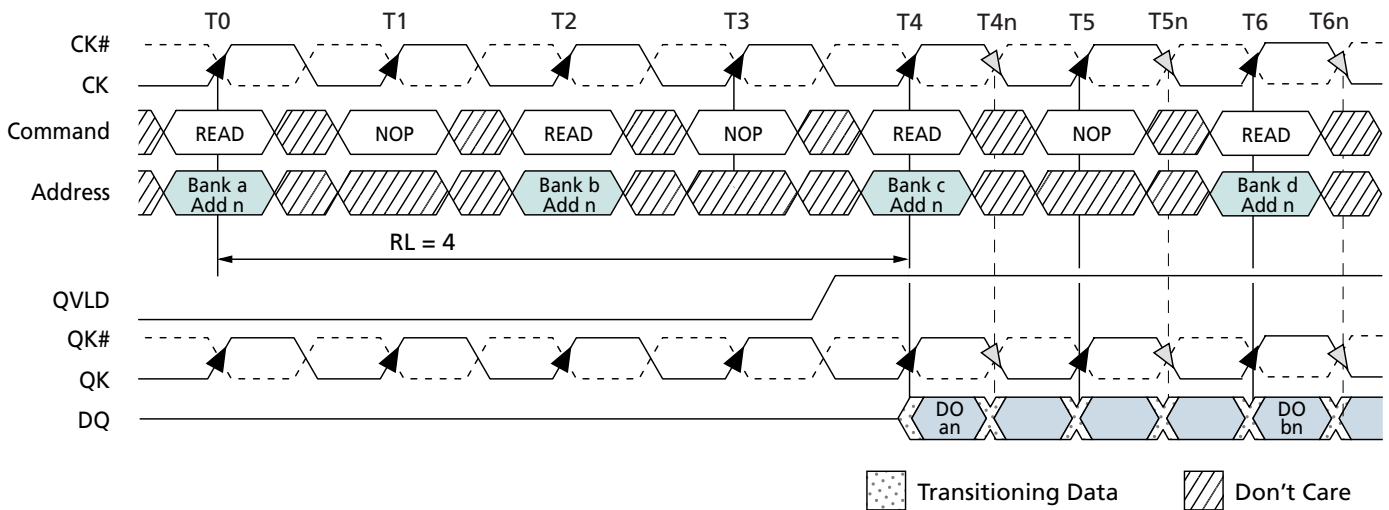 T0 T1 T2 T3 T4 T4n T5 T5n T6 T6n
CK#
CK
Command READ NOP READ NOP READ NOP READ
Address Bank a Add n Bank b Add n Bank c Add n Bank d Add n
RL = 4
QVLD
QK#
QK
DQ DO an DO bn
Transitioning Data Don't Care